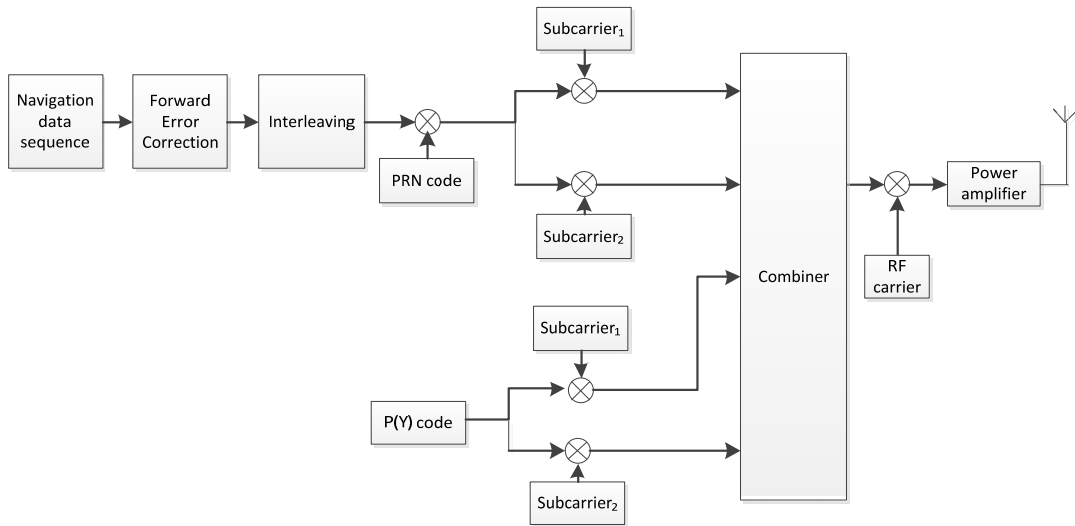 Subcarrier₁
Navigation
data
sequence
Forward
Error
Correction
Interleaving
PRN code
Subcarrier₂
Power
amplifier
Combiner
RF
carrier
Subcarrier₁
P(Y) code
Subcarrier₂